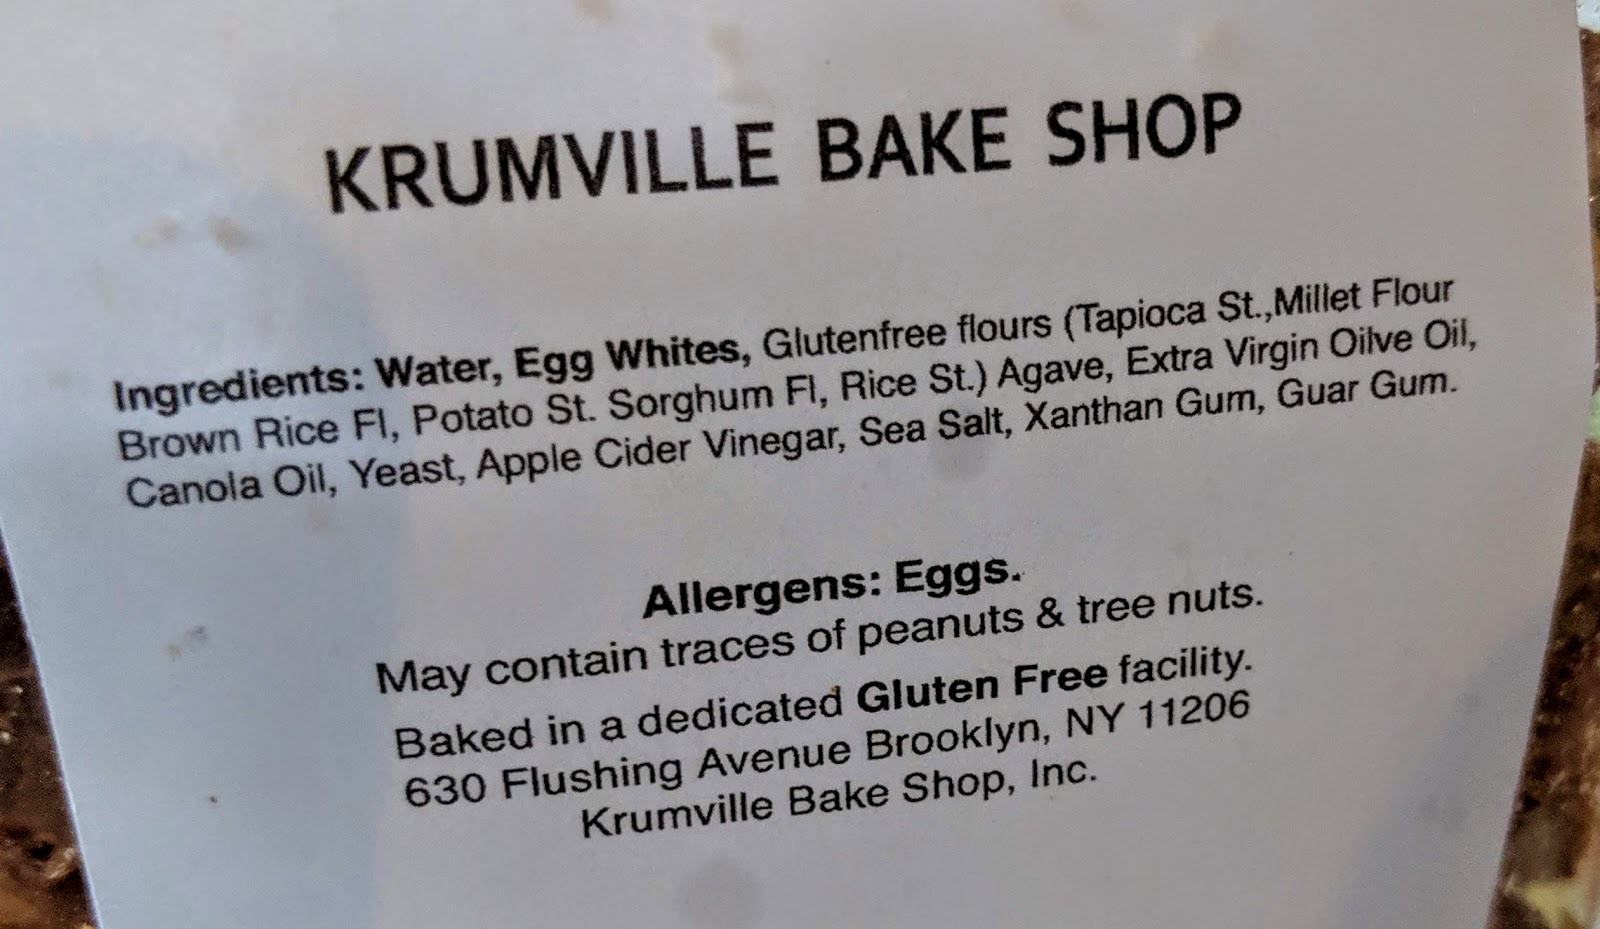 KRUMVILLE BAKE SHOP
Ingredients: Water, Egg Whites, Glutenfree flours (Tapioca St.,Millet Flour
Brown Rice Fl, Potato St. Sorghum Fl, Rice St.) Agave, Extra Virgin Oilve Oil,
Canola Oil, Yeast, Apple Cider Vinegar, Sea Salt, Xanthan Gum, Guar Gum.
Allergens: Eggs.
May contain traces of peanuts & tree nuts.
Baked in a dedicated Gluten Free facility.
630 Flushing Avenue Brooklyn, NY 11206
Krumville Bake Shop, Inc.